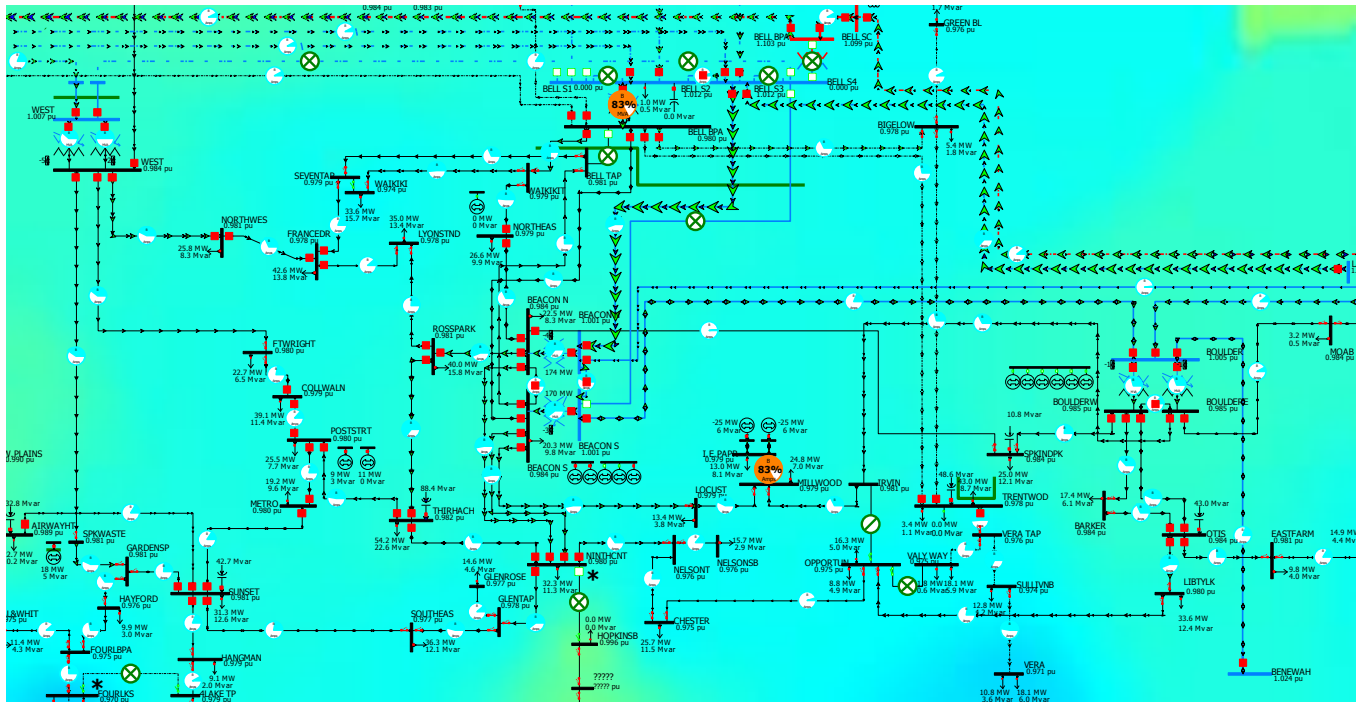 0.984 pu
0.983 pu
1.7 Mvar
GREEN BL
0.976 pu
BELL BPA
1.103 pu
BELL SC
1.099 pu
WEST
1.007 pu
BELL S1
0.000 pu
BELL S2
1.012 pu
BELL S3
1.012 pu
BELL S4
0.000 pu
B
83%
MVA
1.0 MW
0.5 Mvar
0.0 Mvar
BELL BPA
0.980 pu
BIGELOW
0.978 pu
5.4 MW
1.8 Mvar
WEST
0.984 pu
SEVENTAP
0.979 pu
WAIKIKI
0.974 pu
WAIKIKIT
0.979 pu
BELL TAP
0.981 pu
33.6 MW
15.7 Mvar
35.0 MW
13.4 Mvar
LYONSTND
0.978 pu
0 MW
0 Mvar
NORTHEAS
0.979 pu
26.6 MW
9.9 Mvar
NORTHWES
0.981 pu
25.8 MW
8.3 Mvar
FRANCEDR
0.978 pu
42.6 MW
13.8 Mvar
BEACON N
0.984 pu
22.5 MW
8.3 Mvar
BEACON
1.001 pu
ROSSPARK
0.981 pu
40.0 MW
15.8 Mvar
174 MW
170 MW
20.3 MW
9.8 Mvar
BEACON S
0.984 pu
BEACON S
1.001 pu
FTWRIGHT
0.980 pu
22.7 MW
6.5 Mvar
COLLWALN
0.979 pu
39.1 MW
11.4 Mvar
POSTSTRT
0.980 pu
25.5 MW
7.7 Mvar
9 MW
3 Mvar
11 MW
0 Mvar
19.2 MW
9.6 Mvar
METRO
0.980 pu
88.4 Mvar
THIRHACH
0.982 pu
54.2 MW
22.6 Mvar
3.2 MW
0.5 Mvar
MOAB
0.984 pu
BOULDER
1.005 pu
BOULDERW
0.985 pu
BOULDERE
0.985 pu
10.8 Mvar
SPKINDPK
0.984 pu
25.0 MW
12.1 Mvar
-25 MW
6 Mvar
-25 MW
6 Mvar
I.E.PAPR
0.979 pu
13.0 MW
8.1 Mvar
B
83%
Amps
24.8 MW
7.0 Mvar
MILLWOOD
0.979 pu
IRVIN
0.981 pu
LOCUST
0.979 pu
13.4 MW
3.8 Mvar
48.6 Mvar
43.0 MW
8.7 Mvar
TRENTWOD
0.978 pu
3.4 MW
1.1 Mvar
0.0 MW
0.0 Mvar
VERA TAP
0.976 pu
17.4 MW
6.1 Mvar
BARKER
0.984 pu
43.0 Mvar
OTIS
0.984 pu
EASTFARM
0.981 pu
9.8 MW
4.0 Mvar
14.9 MW
4.4 Mvar
W.PLAINS
0.990 pu
32.8 Mvar
AIRWAYHT
0.989 pu
18 MW
5 Mvar
SPKWASTE
0.981 pu
GARDENSP
0.981 pu
42.7 Mvar
SUNSET
0.981 pu
31.3 MW
12.6 Mvar
HAYFORD
0.976 pu
9.9 MW
3.0 Mvar
11.4 MW
4.3 Mvar
FOURLBPA
0.975 pu
HANGMAN
0.979 pu
9.1 MW
2.0 Mvar
FOURLKS
0.970 pu
*
4LAKE TP
0.979 pu
SOUTHEAS
0.977 pu
36.3 MW
12.1 Mvar
14.6 MW
4.6 Mvar
GLENROSE
0.977 pu
GLENTAP
0.978 pu
NINTHCNT
0.980 pu
*
32.3 MW
11.3 Mvar
0.0 MW
0.0 Mvar
HOPKINSB
0.996 pu
?????
????? pu
15.7 MW
2.9 Mvar
NELSONT
0.976 pu
NELSONSB
0.976 pu
CHESTER
0.975 pu
25.7 MW
11.5 Mvar
16.3 MW
5.0 Mvar
OPPORTUN
0.975 pu
8.8 MW
4.9 Mvar
VALY WAY
0.975 pu
18.1 MW
5.9 Mvar
SULLIVNB
0.974 pu
12.8 MW
VERA
0.971 pu
10.8 MW
3.6 Mvar
18.1 MW
6.0 Mvar
LIBTYLK
0.980 pu
33.6 MW
12.4 Mvar
BENEWAH
1.024 pu